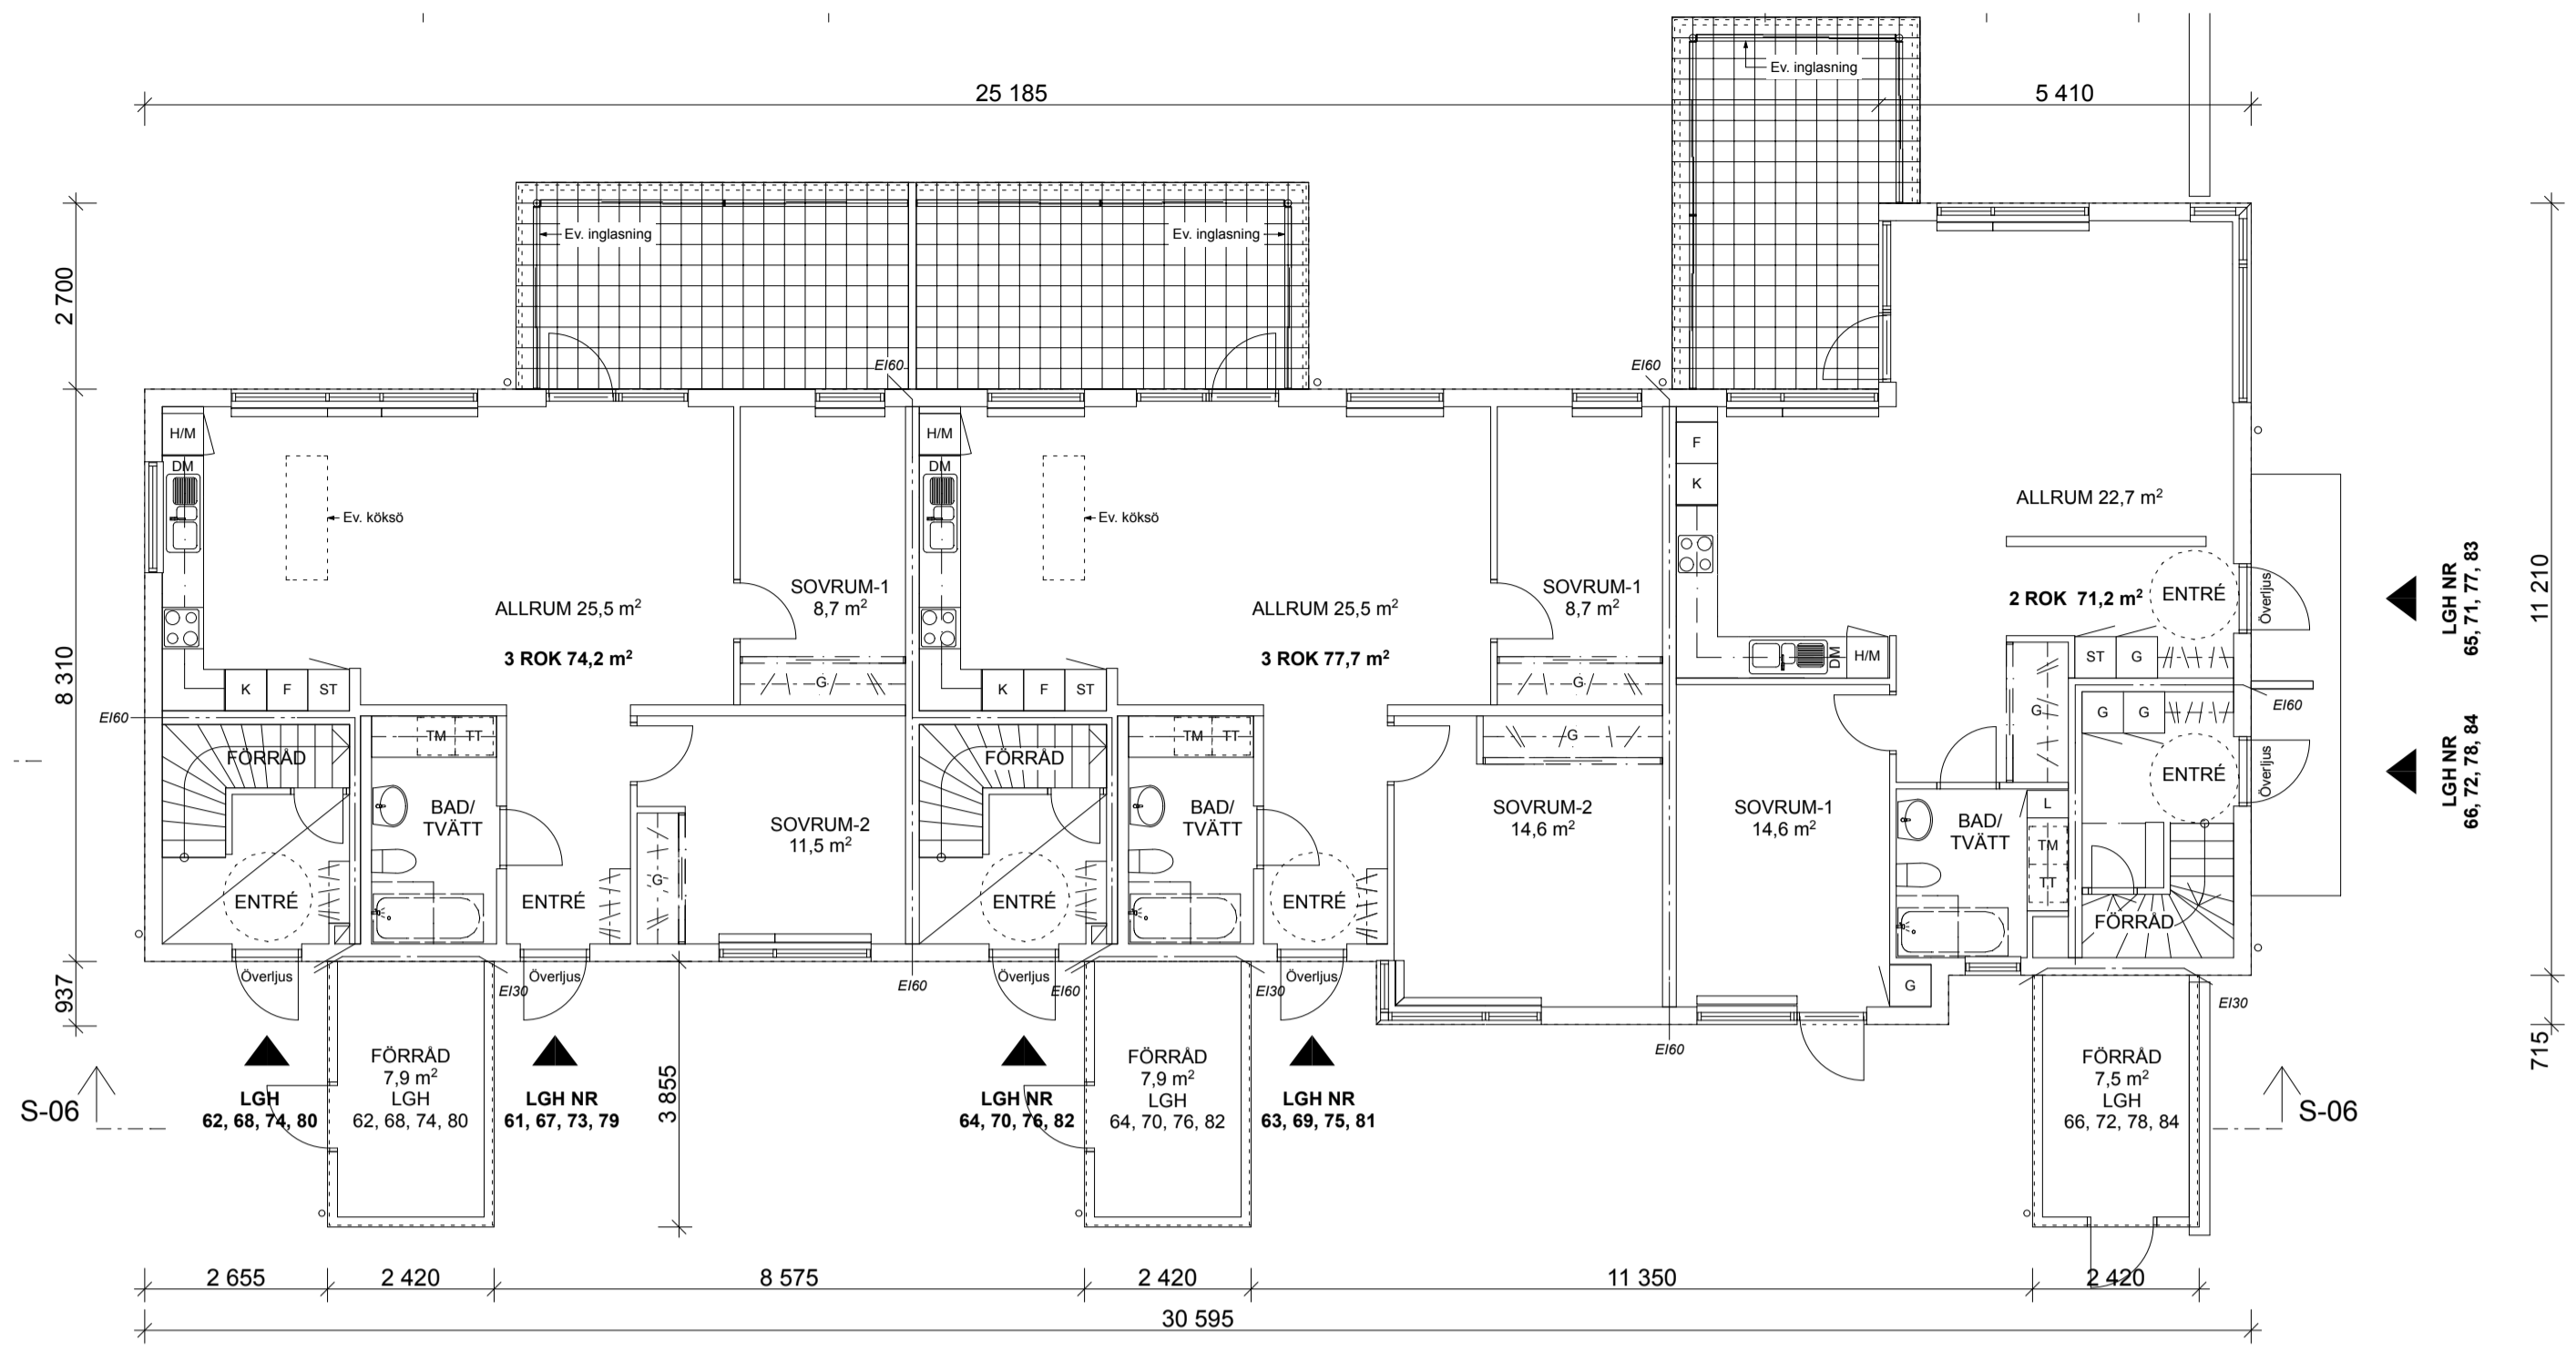 Ev. inglasning
25 185
5 410
Ev. inglasning
Ev. inglasning
2 700
EI60
EI60
H/M
DM
H/M
DM
F
K
ALLRUM 22,7 m²
Ev. köksö
Ev. köksö
LGH NR
65, 71, 77, 83
11 210
SOVRUM-1
8,7 m²
SOVRUM-1
8,7 m²
ENTRÉ
Överljus
ALLRUM 25,5 m²
ALLRUM 25,5 m²
2 ROK 71,2 m²
3 ROK 74,2 m²
3 ROK 77,7 m²
DM
H/M
ST
G
8 310
K
F
ST
G
K
F
ST
G
EI60
G
G
G
EI60
TM
TT
TM
TT
G
LGH NR
66, 72, 78, 84
FÖRRÅD
FÖRRÅD
ENTRÉ
Överljus
BAD/
TVÄTT
SOVRUM-2
11,5 m²
BAD/
TVÄTT
SOVRUM-2
14,6 m²
SOVRUM-1
14,6 m²
L
BAD/
TVÄTT
TM
TT
G
ENTRÉ
ENTRÉ
ENTRÉ
ENTRÉ
FÖRRÅD
937
Överljus
EI30
Överljus
EI60
Överljus
EI60
EI30
Överljus
G
EI30
EI60
715
FÖRRÅD
7,9 m²
LGH
62, 68, 74, 80
FÖRRÅD
7,9 m²
LGH
64, 70, 76, 82
FÖRRÅD
7,5 m²
LGH
66, 72, 78, 84
3 855
S-06
LGH
62, 68, 74, 80
LGH NR
61, 67, 73, 79
LGH NR
64, 70, 76, 82
LGH NR
63, 69, 75, 81
S-06
2 655
2 420
8 575
2 420
11 350
2 420
30 595